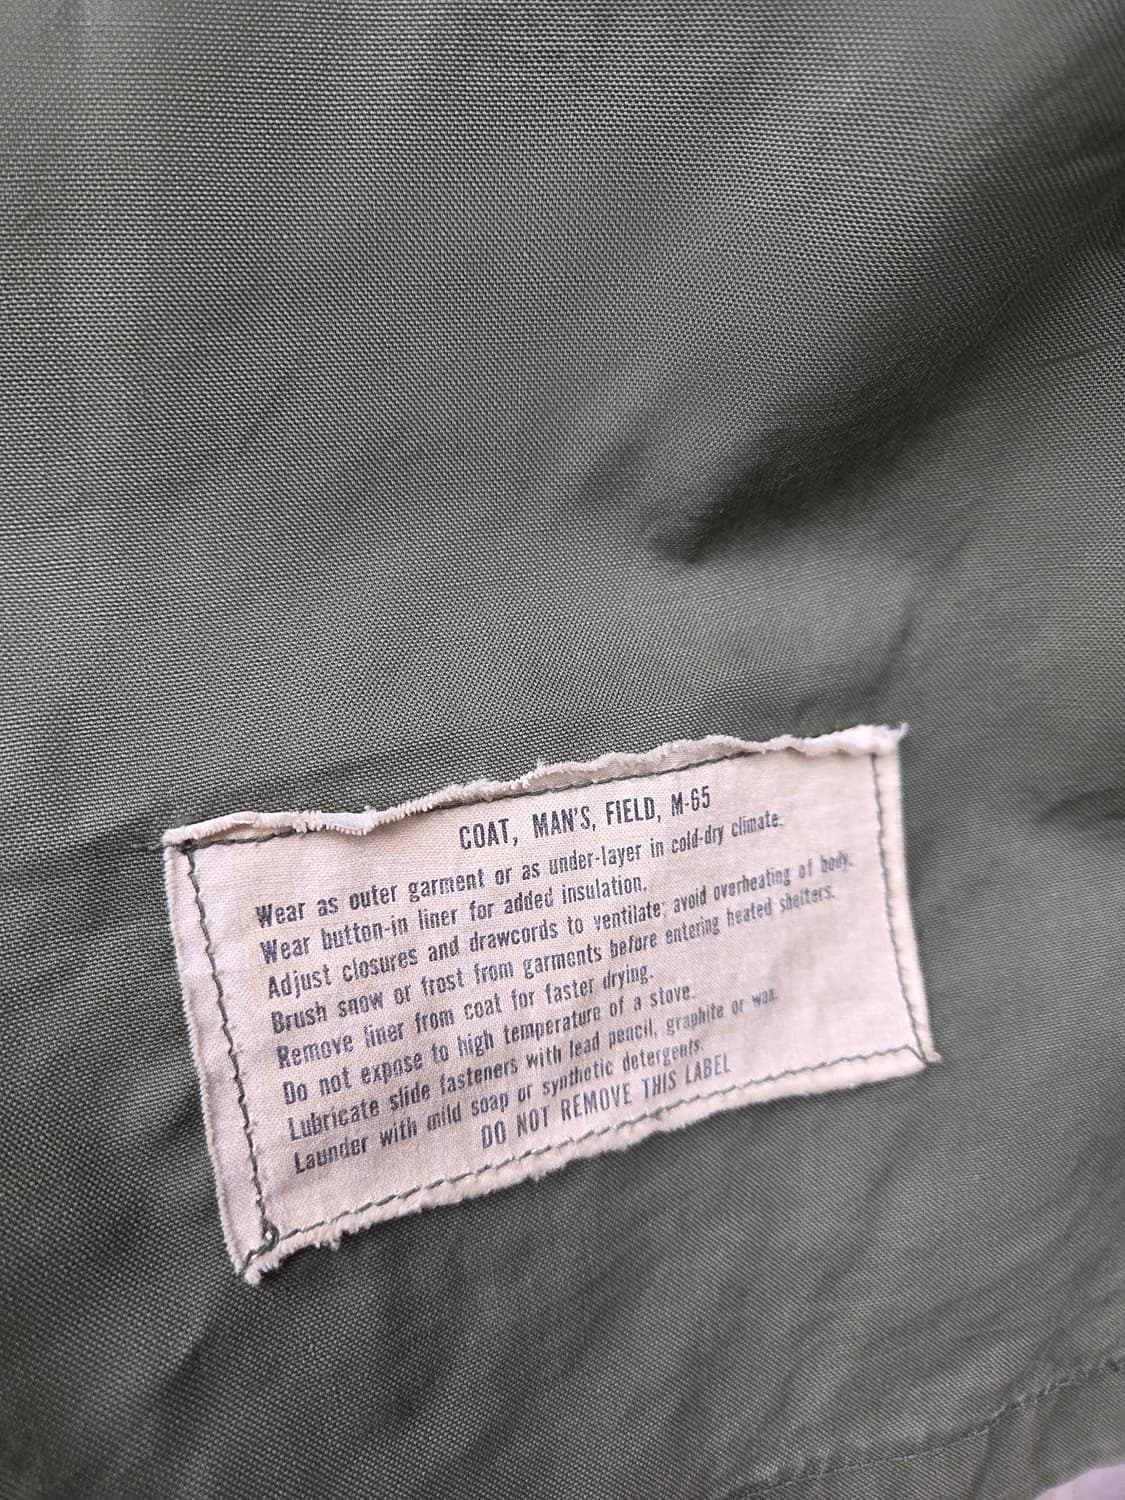 COAT, MAN'S, FIELD, M-65
Wear as outer garment or as under-layer in cold-dry climate.
Wear button-in liner for added insulation.
Adjust closures and drawcords to ventilate; avoid overheating of body.
Brush snow or frost from garments before entering heated shelters.
Remove liner from coat for faster drying.
Do not expose to high temperature of a stove.
Lubricate slide fasteners with lead pencil, graphite or wax.
Launder with mild soap or synthetic detergents.
DO NOT REMOVE THIS LABEL